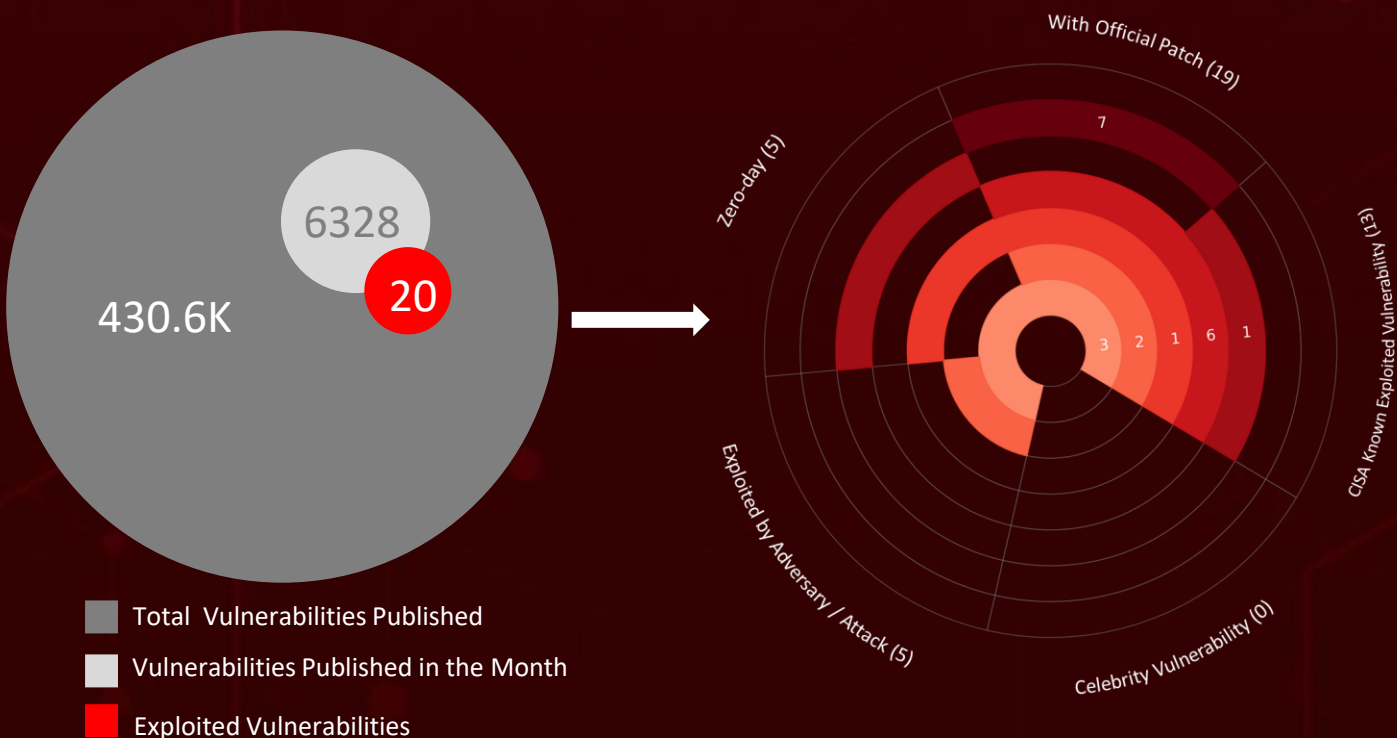 430.6K
6328
20
Total Vulnerabilities Published
Vulnerabilities Published in the Month
Exploited Vulnerabilities
With Official Patch (19)
Zero-day (5)
CISA Known Exploited Vulnerability (13)
7
3 2 1 6 1
Exploited by Adversary / Attack (5)
Celebrity Vulnerability (0)